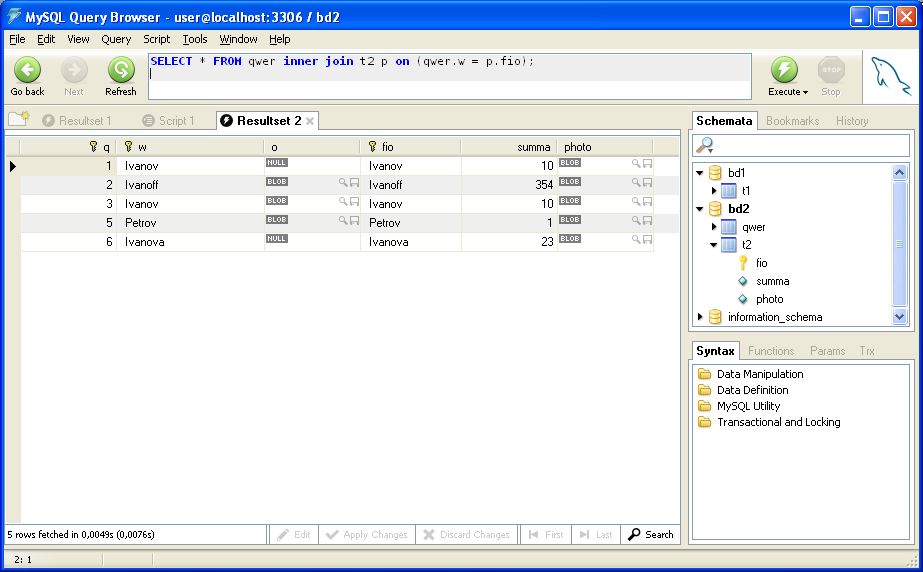 MySQL Query Browser - user@localhost:3306 / bd2
File Edit View Query Script Tools Window Help
SELECT * FROM qwer inner join t2 p on (qwer.w = p.fio);
Go back Next Refresh Execute Stop
Resultset 1 Script 1 Resultset 2
q w o fio summa photo
1 Ivanov NULL Ivanov 10 BLOB
2 Ivanoff BLOB Ivanoff 354 BLOB
3 Ivanov BLOB Ivanov 10 BLOB
5 Petrov BLOB Petrov 1 BLOB
6 Ivanova NULL Ivanova 23 BLOB
Schemata Bookmarks History
bd1
t1
bd2
qwer
t2
fio
summa
photo
information_schema
Syntax Functions Params Trx
Data Manipulation
Data Definition
MySQL Utility
Transactional and Locking
5 rows fetched in 0,0049s (0,0076s) Edit Apply Changes Discard Changes First Last Search
2: 1